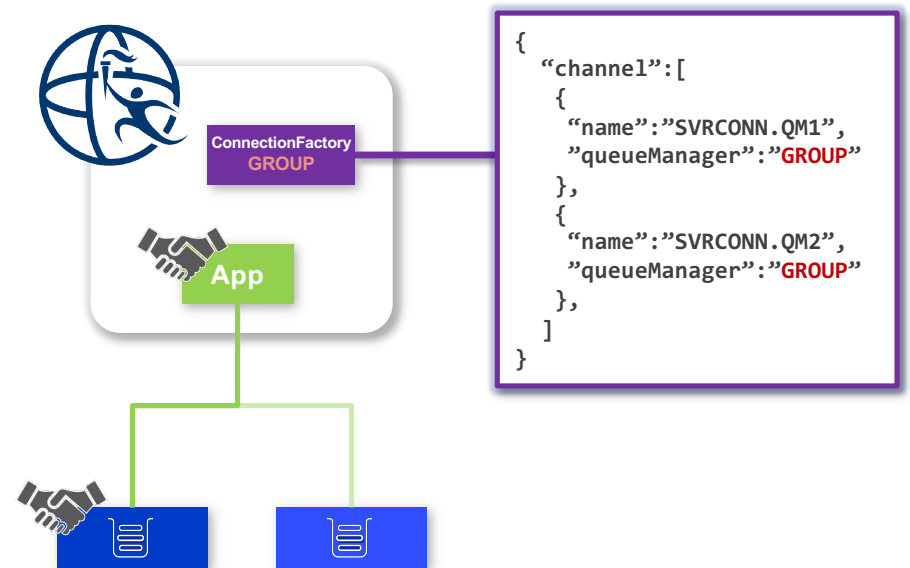 ConnectionFactory
GROUP
App
{
“channel”:[
{
“name”:”SVRCONN.QM1”,
”queueManager”:”GROUP”
},
{
“name”:”SVRCONN.QM2”,
”queueManager”:”GROUP”
},
]
}